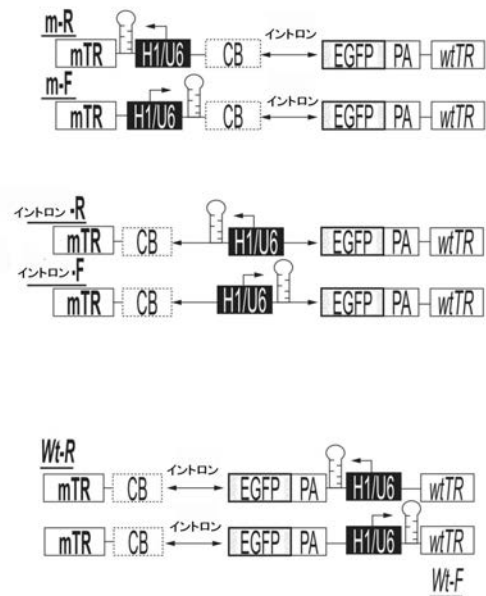 m-R
イントロン
mTR H1/U6 CB EGFP PA wtTR
m-F
イントロン
mTR H1/U6 CB EGFP PA wtTR
イントロン-R
mTR CB H1/U6 EGFP PA wtTR
イントロン-F
mTR CB H1/U6 EGFP PA wtTR
Wt-R
イントロン
mTR CB EGFP PA H1/U6 wtTR
イントロン
mTR CB EGFP PA H1/U6 wtTR
Wt-F